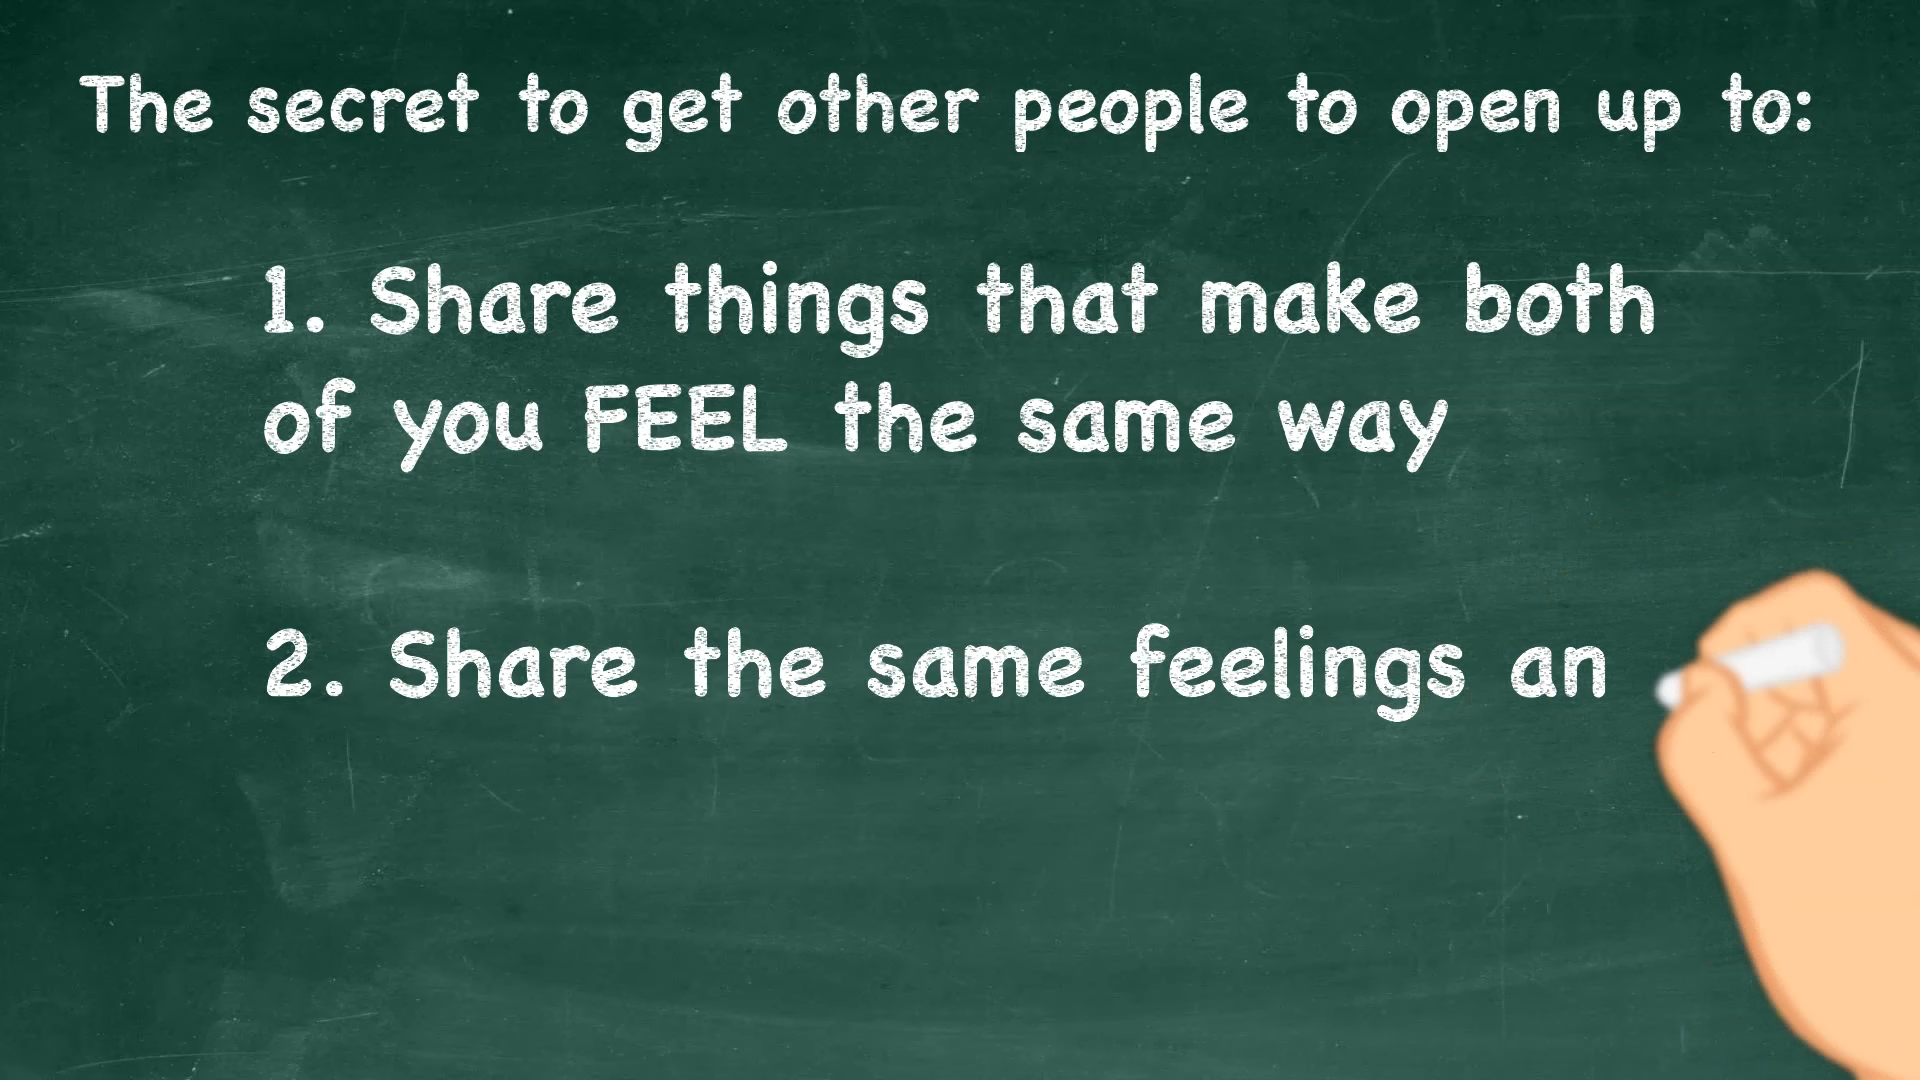 The secret to get other people to open up to:
1. Share things that make both
of you FEEL the same way
2. Share the same feelings an